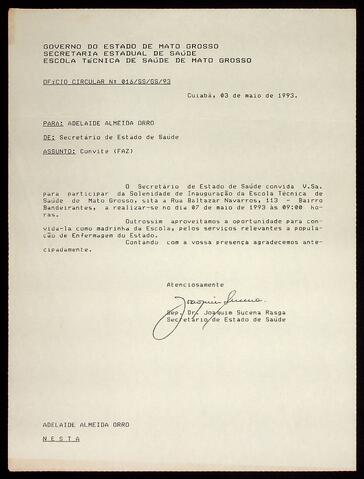 GOVERNO DO ESTADO DE MATO GROSSO
SECRETARIA ESTADUAL DE SAÚDE
ESCOLA TéCNICA DE SAÚDE DE MATO GROSSO
OFíCIO CIRCULAR Nº 016/SS/GS/93
Cuiabá, 03 de maio de 1993.
PARA: ADELAIDE ALMEIDA ORRO
DE: Secretário de Estado de Saúde
ASSUNTO: Convite (FAZ)
O Secretário de Estado de Saúde convida V.Sa.
para participar da Solenidade de Inauguração da Escola Técnica de
Saúde de Mato Grosso, sita a Rua Baltazar Navarros, 113 - Bairro
Bandeirantes, a realizar-se no dia 07 de maio de 1993 às 09:00 ho
ras.
Outrossim aproveitamos a oportunidade para con-
vida-la como madrinha da Escola, pelos serviços relevantes a popula-
ção de Enfermagem do Estado.
Contando com a vossa presença agradecemos ante-
cipadamente.
Atenciosamente
Joaquim Sucena
Dep. Dr. Joaquim Sucena Rasga
Secretário de Estado de Saúde
ADELAIDE ALMEIDA ORRO
N E S T A